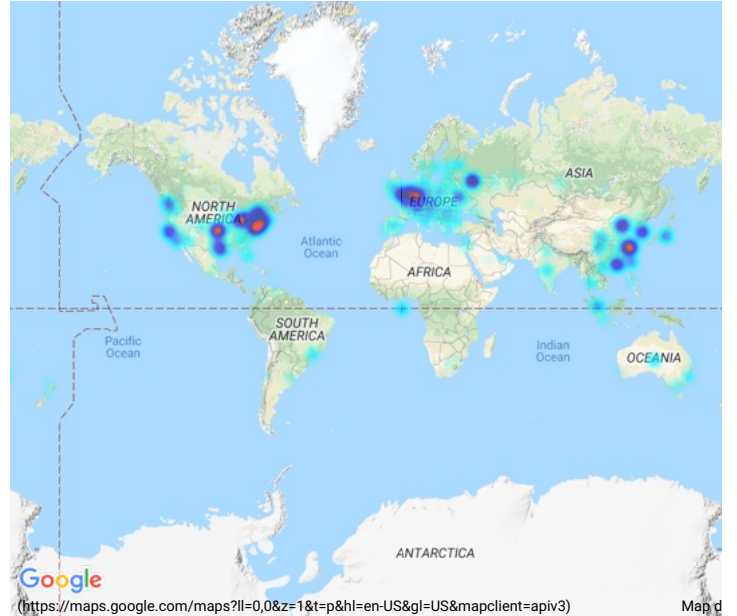 ASIA
NORTH
AMERICA
EUROPE
Atlantic
Ocean
AFRICA
SOUTH
AMERICA
Pacific
Ocean
Indian
Ocean
OCEANIA
ANTARCTICA
Google
(https://maps.google.com/maps?ll=0,0&z=1&t=p&hl=en-US&gl=US&mapclient=apiv3) Map d